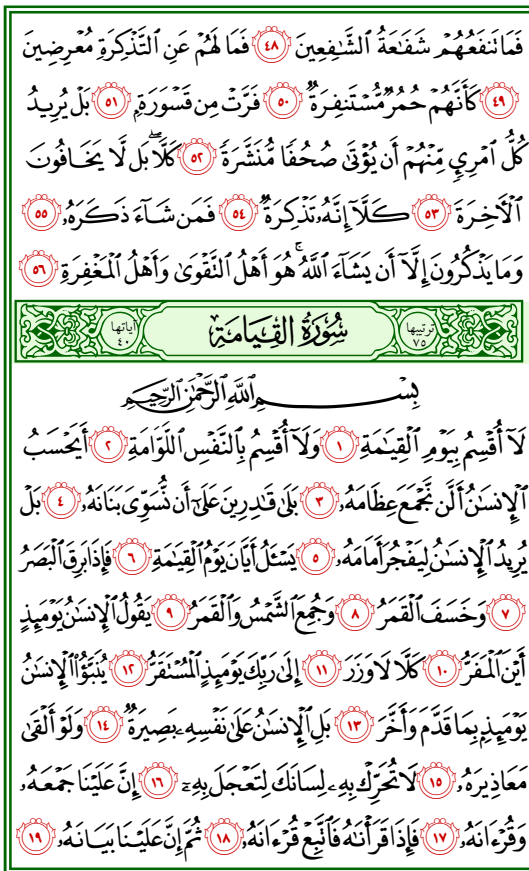 فَمَا تَنفَعُهُمْ شَفَٰعَةُ ٱلشَّٰفِعِينَ ٤٨ فَمَا لَهُمْ عَنِ ٱلتَّذْكِرَةِ مُعْرِضِينَ
٤٩ كَأَنَّهُمْ حُمُرٌ مُّسْتَنفِرَةٌ ٥٠ فَرَّتْ مِن قَسْوَرَةٍۭ ٥١ بَلْ يُرِيدُ
كُلُّ ٱمْرِئٍ مِّنْهُمْ أَن يُؤْتَىٰ صُحُفًا مُّنَشَّرَةً ٥٢ كَلَّاۖ بَل لَّا يَخَافُونَ
ٱلْأَخِرَةَ ٥٣ كَلَّآ إِنَّهُۥ تَذْكِرَةٌ ٥٤ فَمَن شَآءَ ذَكَرَهُۥ ٥٥
وَمَا يَذْكُرُونَ إِلَّآ أَن يَشَآءَ ٱللَّهُۚ هُوَ أَهْلُ ٱلتَّقْوَىٰ وَأَهْلُ ٱلْمَغْفِرَةِ ٥٦
ترتيبها ٧٥ سُورَةُ القِيَامَةِ آياتها ٤٠
بِسْمِ ٱللَّهِ ٱلرَّحْمَٰنِ ٱلرَّحِيمِ
لَآ أُقْسِمُ بِيَوْمِ ٱلْقِيَٰمَةِ ١ وَلَآ أُقْسِمُ بِٱلنَّفْسِ ٱللَّوَّامَةِ ٢ أَيَحْسَبُ
ٱلْإِنسَٰنُ أَلَّن نَّجْمَعَ عِظَامَهُۥ ٣ بَلَىٰ قَٰدِرِينَ عَلَىٰٓ أَن نُّسَوِّىَ بَنَانَهُۥ ٤ بَلْ
يُرِيدُ ٱلْإِنسَٰنُ لِيَفْجُرَ أَمَامَهُۥ ٥ يَسْـَٔلُ أَيَّانَ يَوْمُ ٱلْقِيَٰمَةِ ٦ فَإِذَا بَرِقَ ٱلْبَصَرُ
٧ وَخَسَفَ ٱلْقَمَرُ ٨ وَجُمِعَ ٱلشَّمْسُ وَٱلْقَمَرُ ٩ يَقُولُ ٱلْإِنسَٰنُ يَوْمَئِذٍ
أَيْنَ ٱلْمَفَرُّ ١٠ كَلَّا لَا وَزَرَ ١١ إِلَىٰ رَبِّكَ يَوْمَئِذٍ ٱلْمُسْتَقَرُّ ١٢ يُنَبَّؤُا۟ ٱلْإِنسَٰنُ
يَوْمَئِذٍۭ بِمَا قَدَّمَ وَأَخَّرَ ١٣ بَلِ ٱلْإِنسَٰنُ عَلَىٰ نَفْسِهِۦ بَصِيرَةٌ ١٤ وَلَوْ أَلْقَىٰ
مَعَاذِيرَهُۥ ١٥ لَا تُحَرِّكْ بِهِۦ لِسَانَكَ لِتَعْجَلَ بِهِۦٓ ١٦ إِنَّ عَلَيْنَا جَمْعَهُۥ
وَقُرْءَانَهُۥ ١٧ فَإِذَا قَرَأْنَٰهُ فَٱتَّبِعْ قُرْءَانَهُۥ ١٨ ثُمَّ إِنَّ عَلَيْنَا بَيَانَهُۥ ١٩